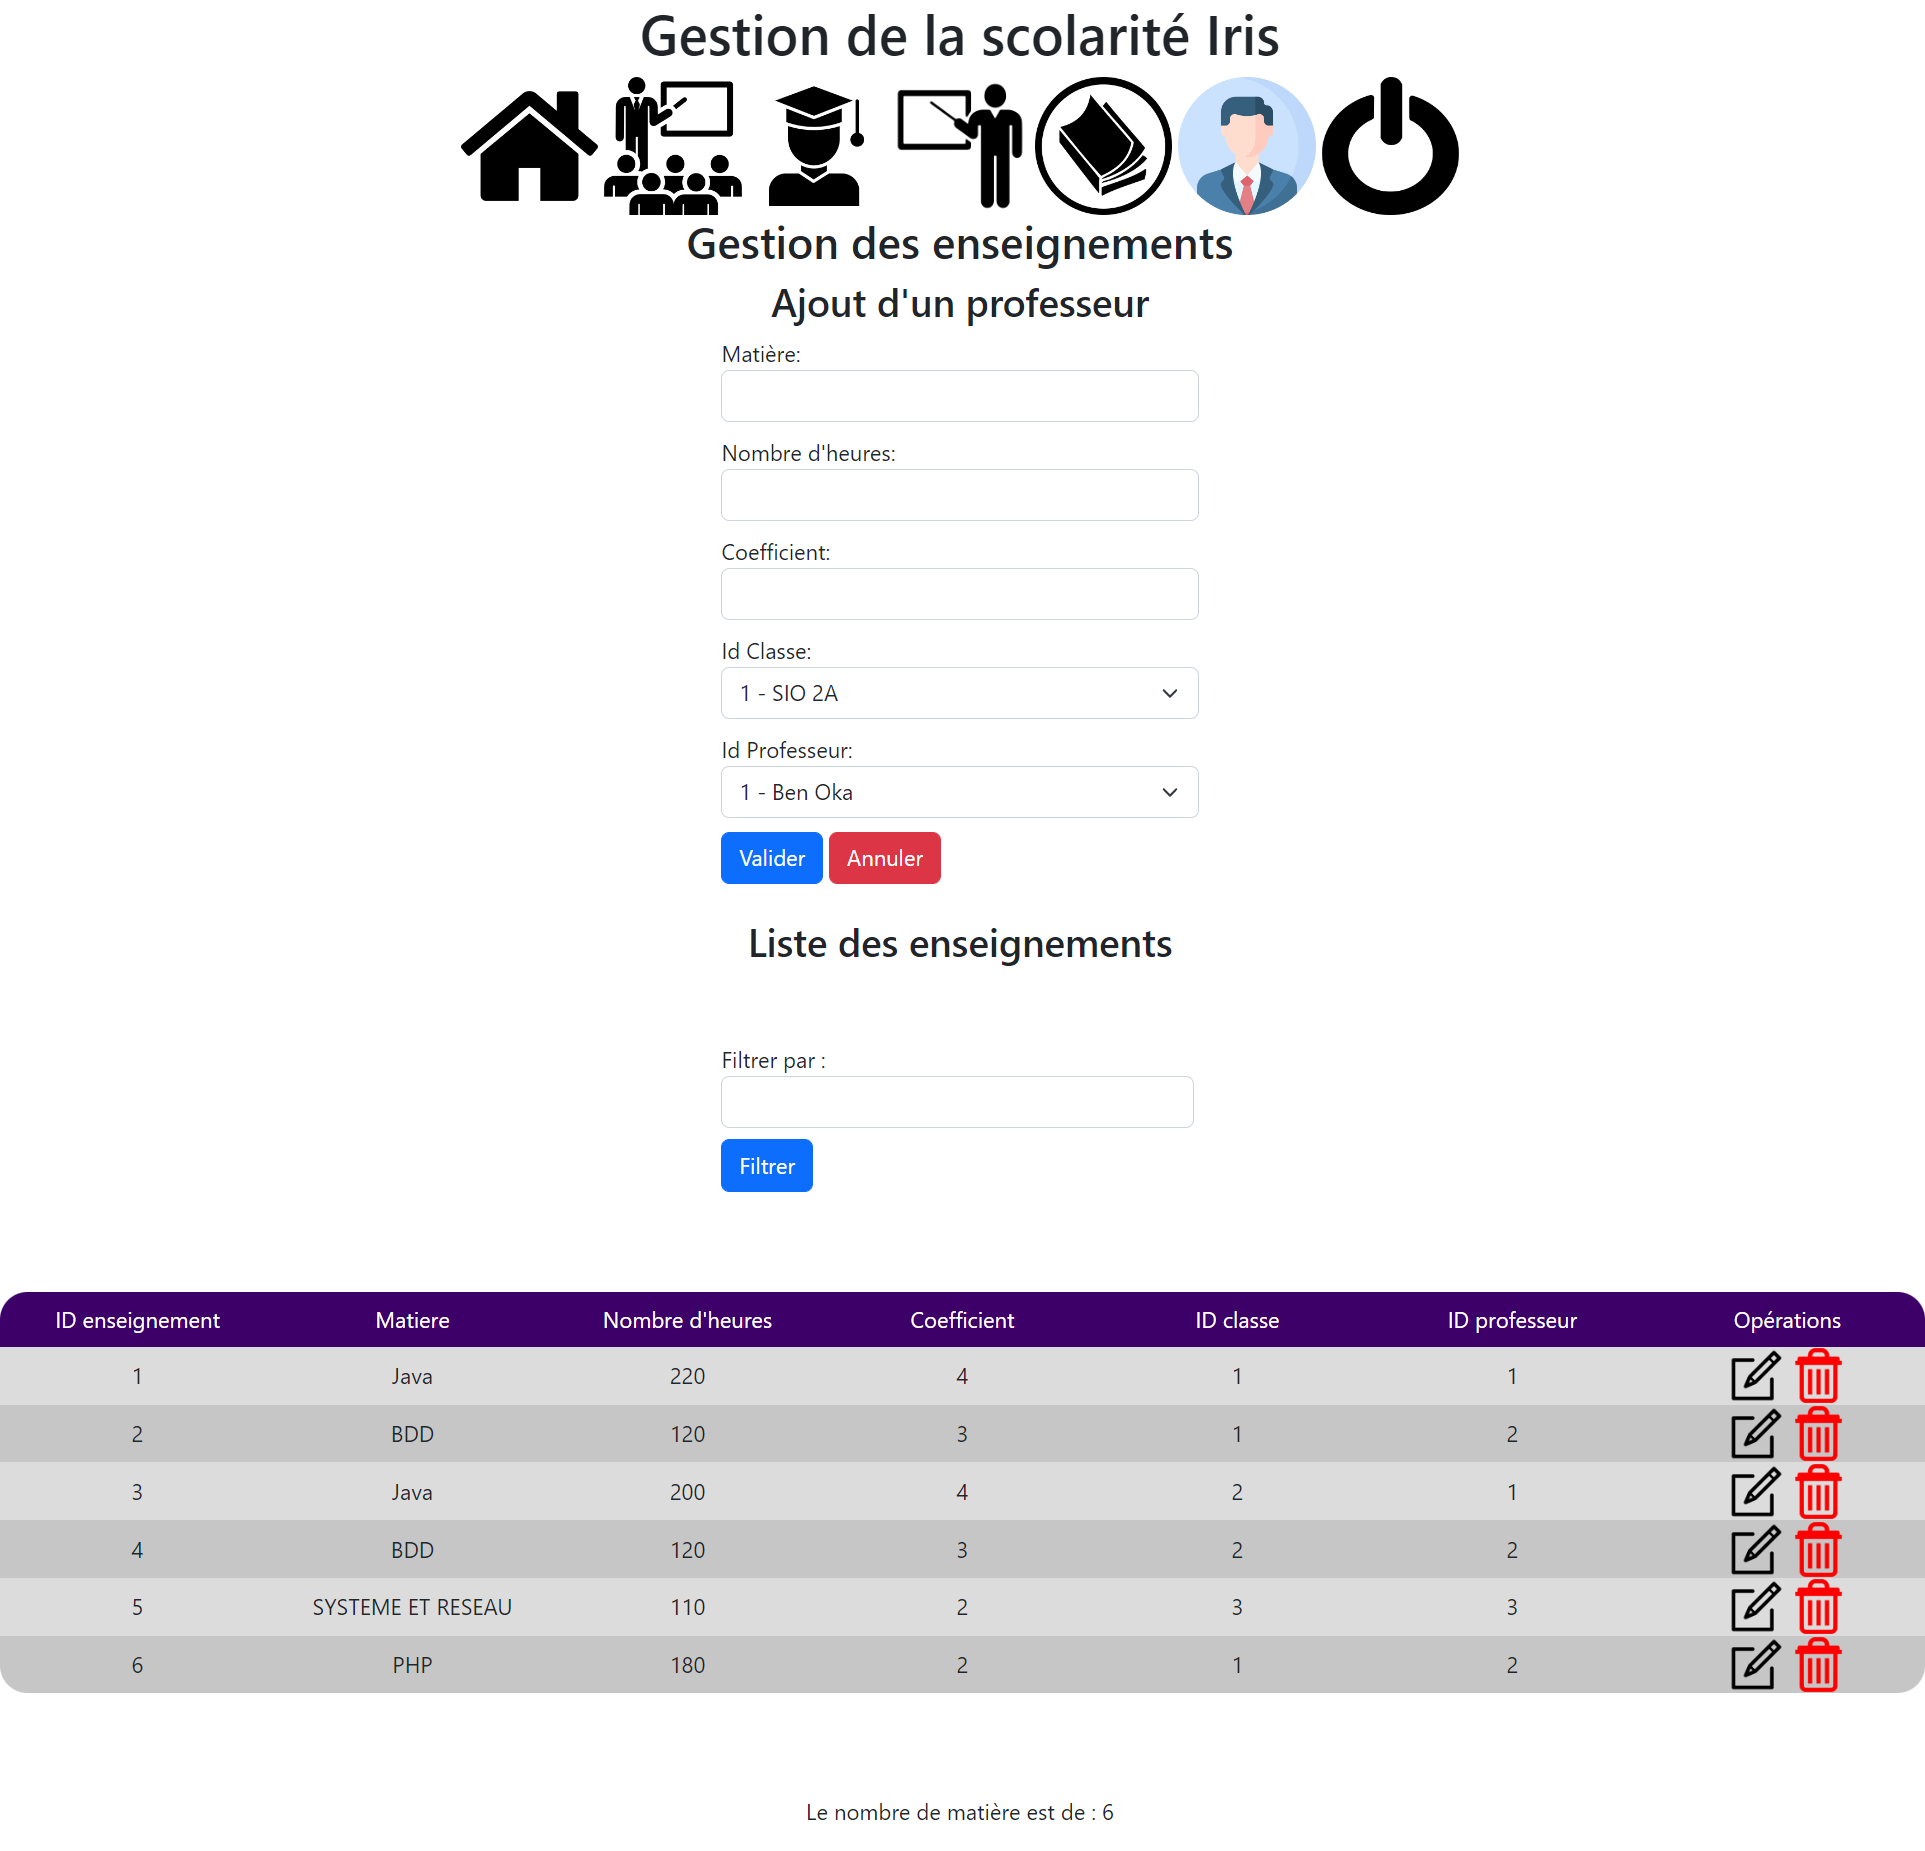 Gestion de la scolarité Iris
Gestion des enseignements
Ajout d'un professeur
Matière:
Nombre d'heures:
Coefficient:
Id Classe:
1 - SIO 2A
Id Professeur:
1 - Ben Oka
Valider Annuler
Liste des enseignements
Filtrer par :
Filtrer
ID enseignement Matiere Nombre d'heures Coefficient ID classe ID professeur Opérations
1 Java 220 4 1 1
2 BDD 120 3 1 2
3 Java 200 4 2 1
4 BDD 120 3 2 2
5 SYSTEME ET RESEAU 110 2 3 3
6 PHP 180 2 1 2
Le nombre de matière est de : 6